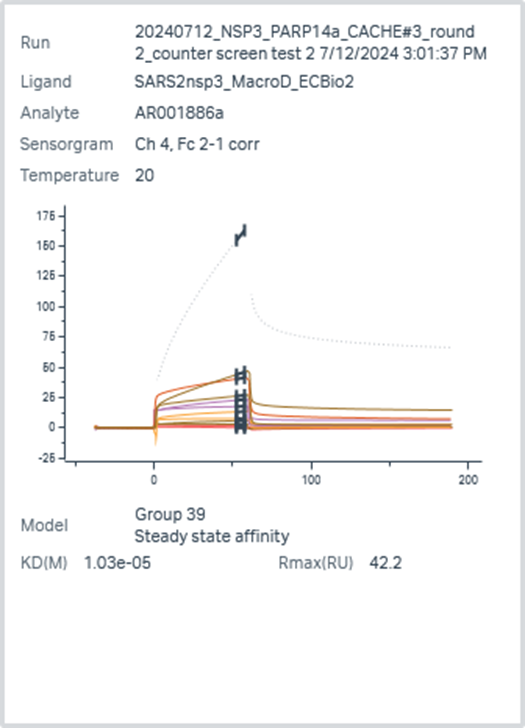 Run
20240712_NSP3_PARP14a_CACHE#3_round
2_counter screen test 2 7/12/2024 3:01:37 PM
Ligand SARS2nsp3_MacroD_ECBio2
Analyte AR001886a
Sensorgram Ch 4, Fc 2-1 corr
Temperature 20
175
150
125
100
75
50
25
0
-25
0 100 200
Model
Group 39
Steady state affinity
KD(M) 1.03e-05 Rmax(RU) 42.2